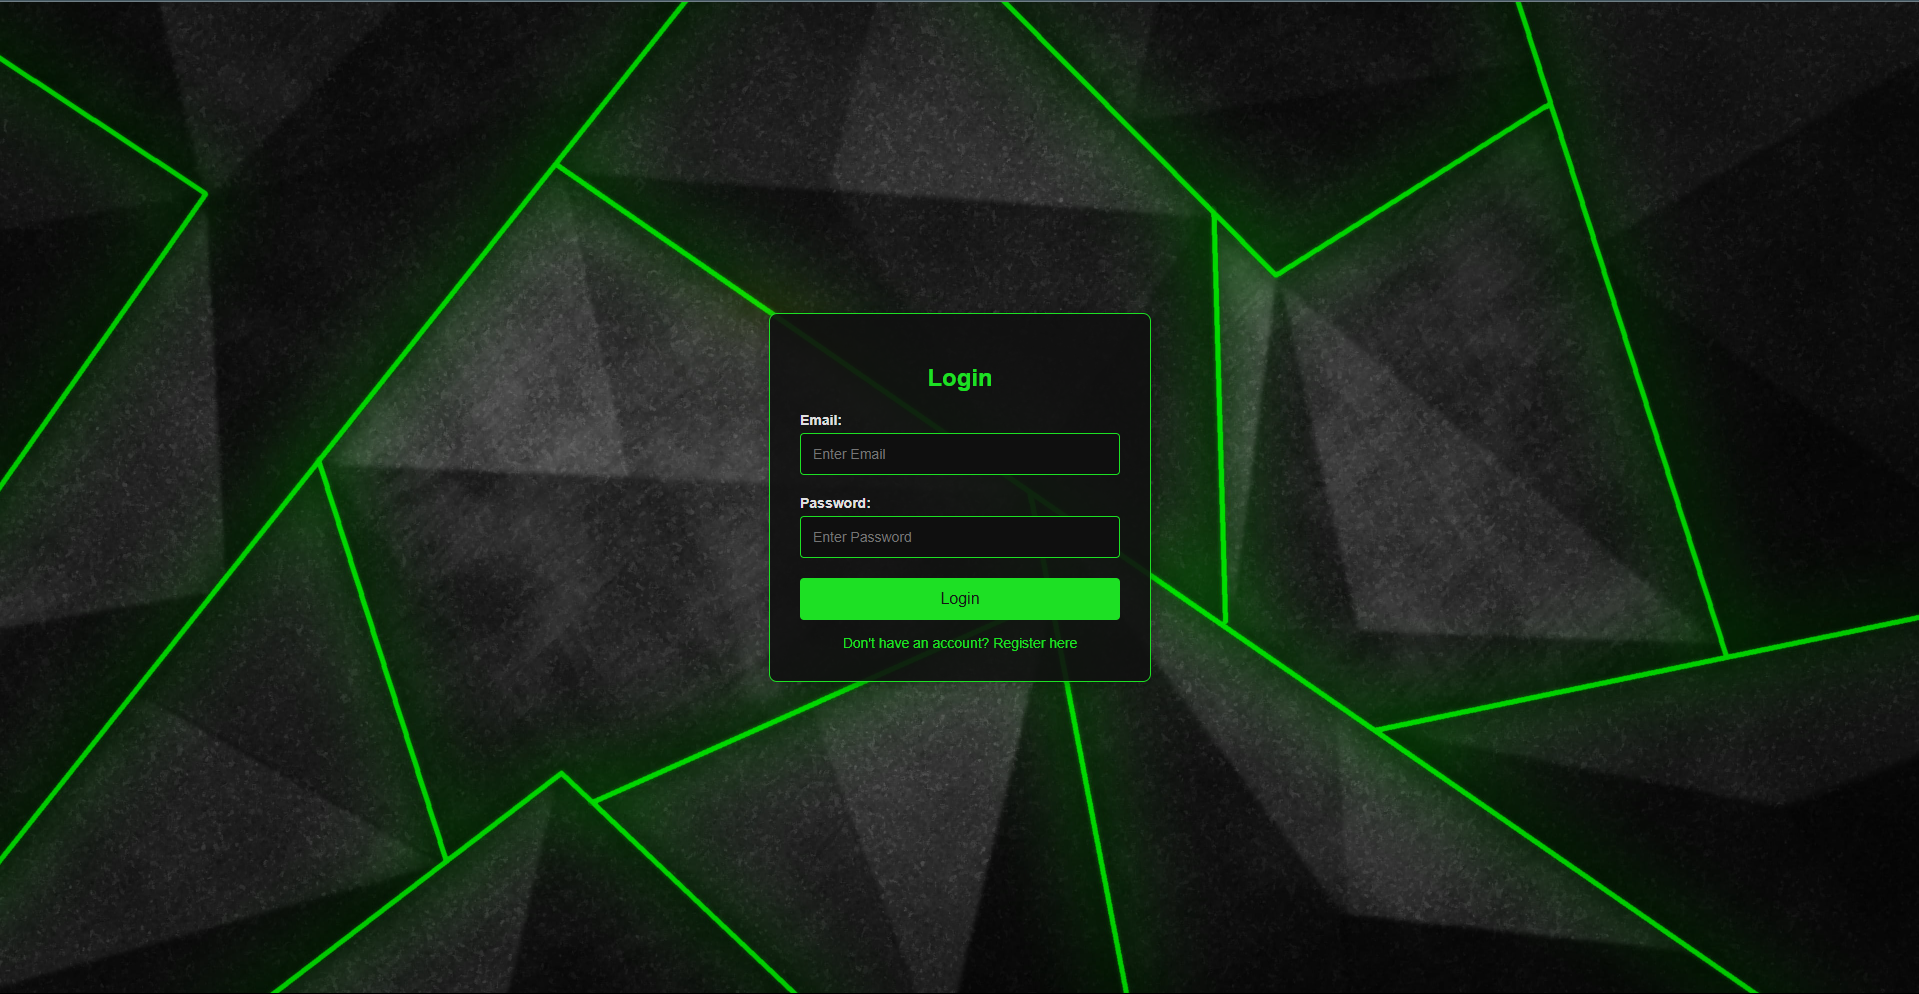 Login
Email:
Enter Email
Password:
Enter Password
Login
Don't have an account? Register here